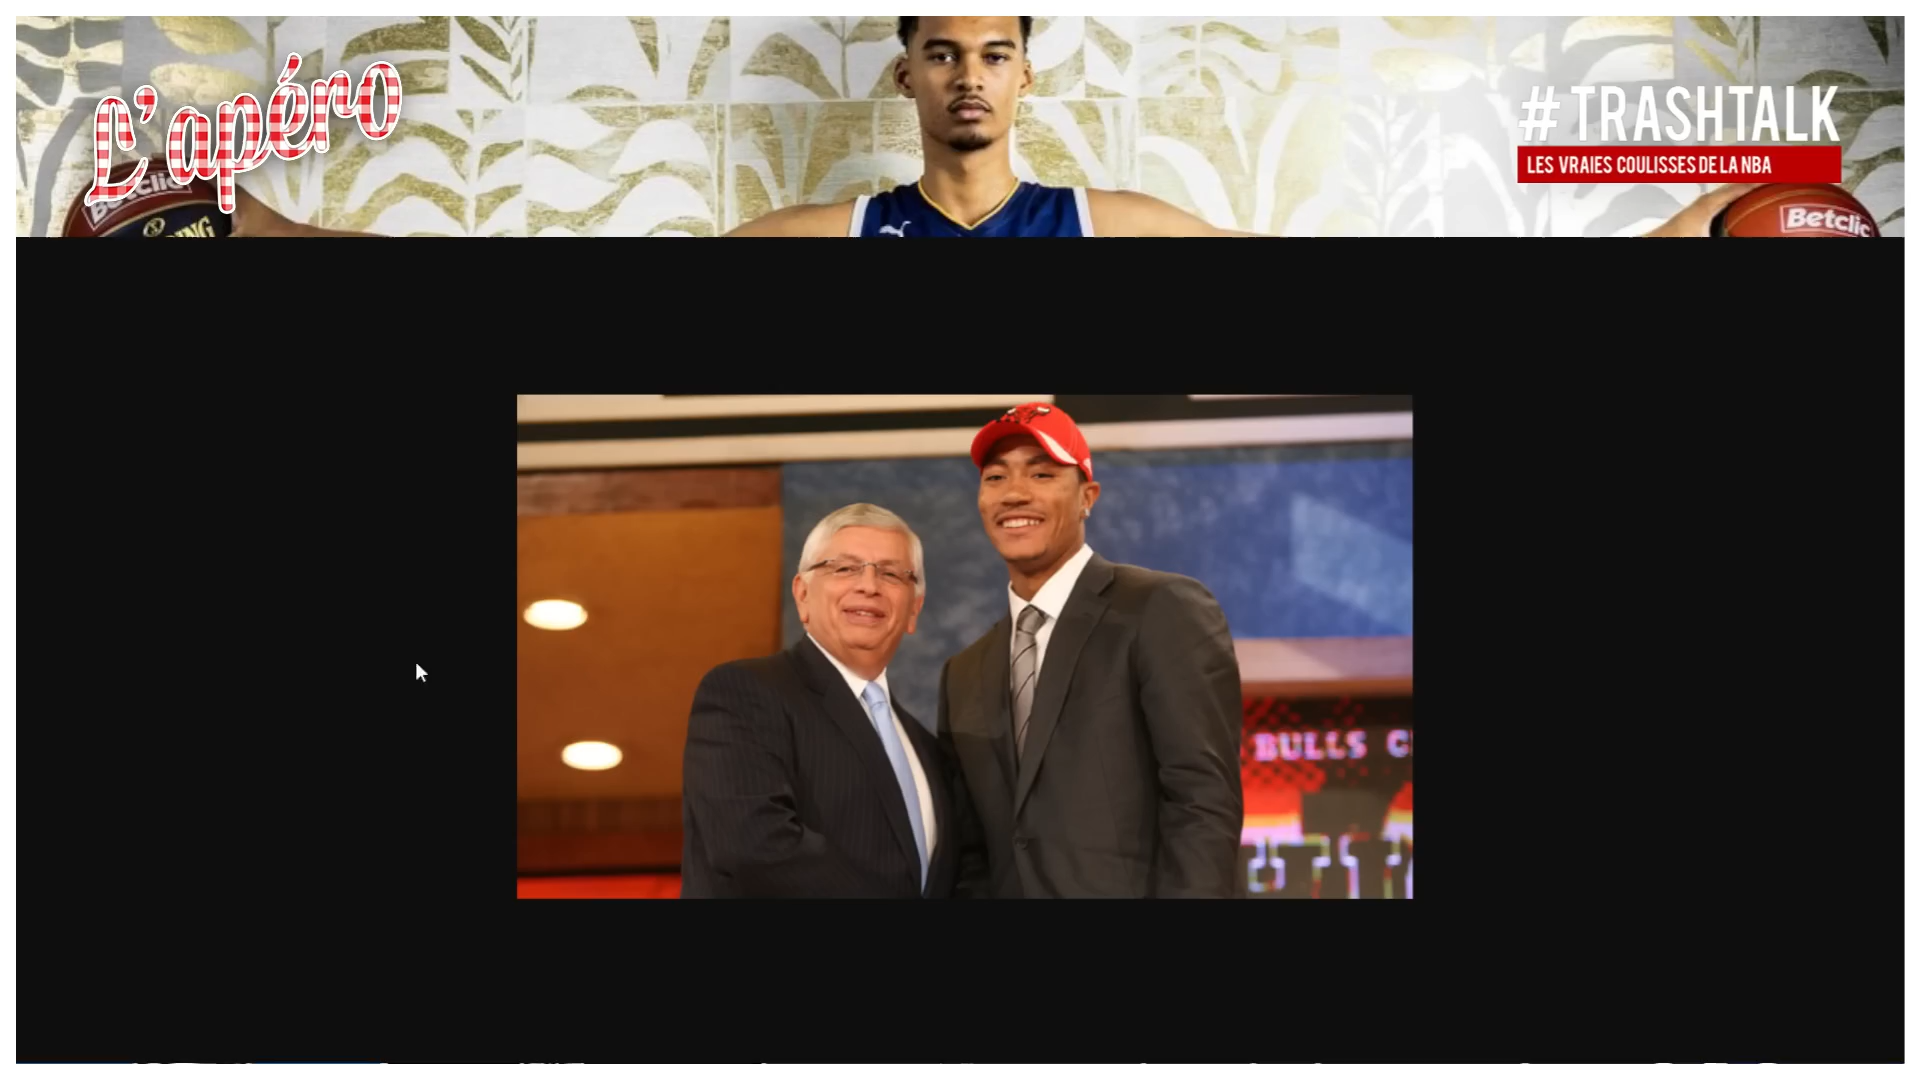 L'apéro
#TRASHTALK
LES VRAIES COULISSES DE LA NBA
Betclic
Betclic
BULLS